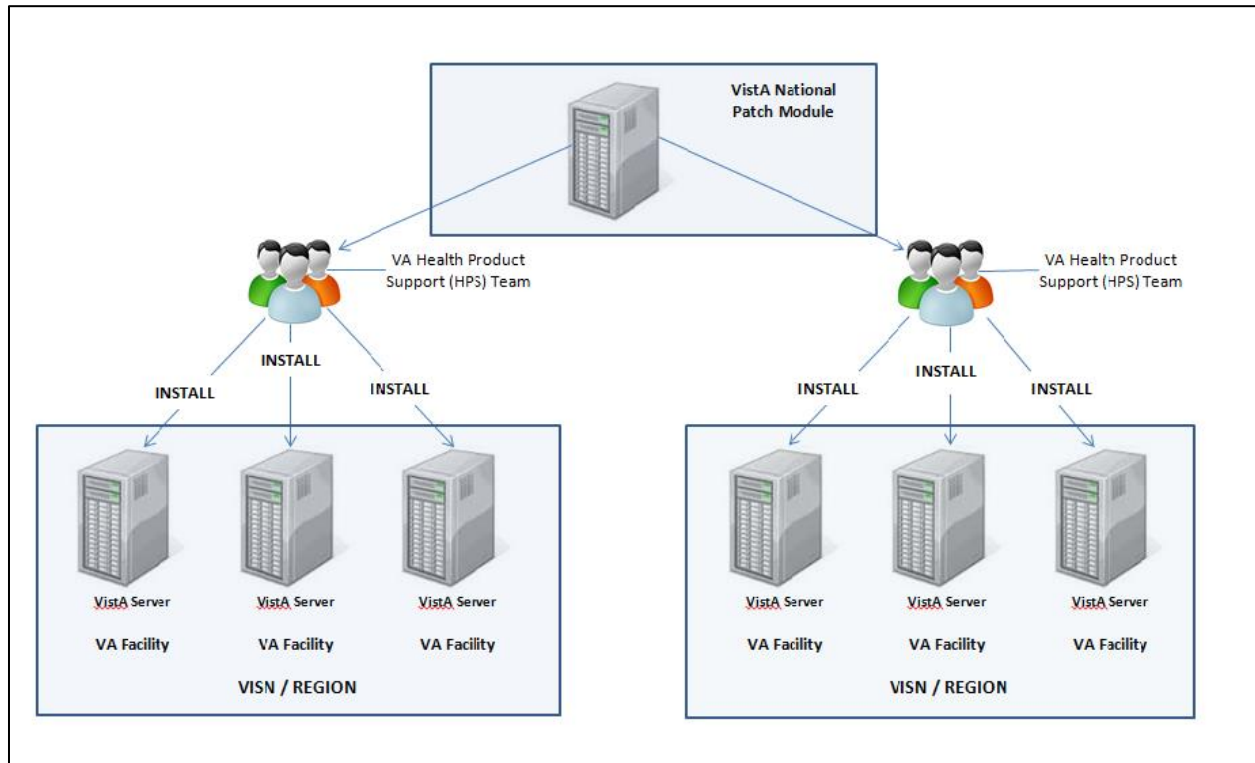 VistA National
Patch Module
VA Health Product
Support (HPS) Team
VA Health Product
Support (HPS) Team
INSTALL
INSTALL
INSTALL
INSTALL
INSTALL
INSTALL
VistA Server
VistA Server
VistA Server
VA Facility
VA Facility
VA Facility
VISN / REGION
VistA Server
VistA Server
VistA Server
VA Facility
VA Facility
VA Facility
VISN / REGION